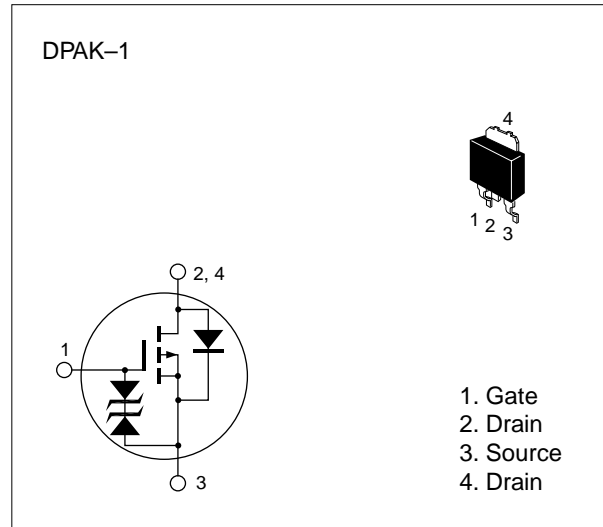 DPAK–1
4
1 2 3
2, 4
1
3
1. Gate
2. Drain
3. Source
4. Drain